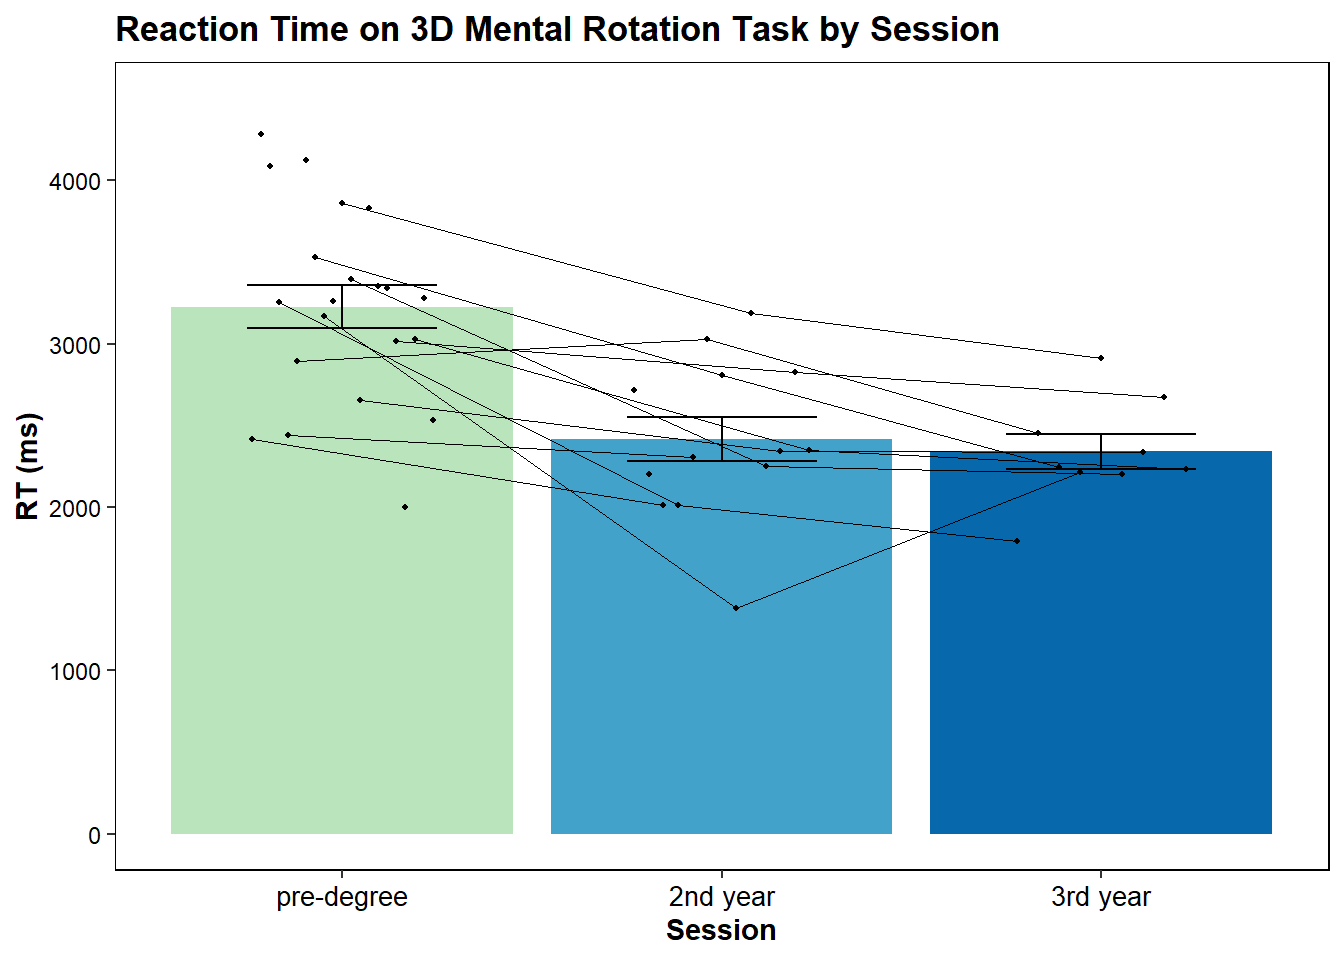 Reaction Time on 3D Mental Rotation Task by Session
4000
3000
2000
1000
0
RT (ms)
pre-degree
2nd year
3rd year
Session